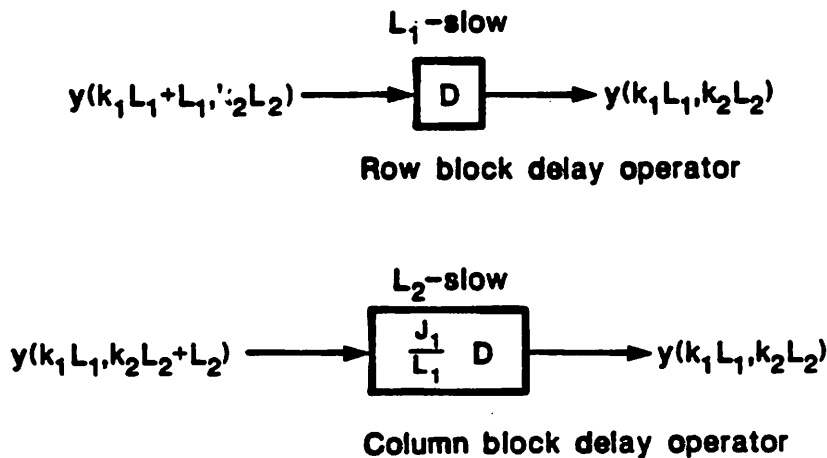 L₁-slow
y(k₁L₁+L₁,k₂L₂) D y(k₁L₁,k₂L₂)
Row block delay operator
L₂-slow
y(k₁L₁,k₂L₂+L₂) J₁/L₁ D y(k₁L₁,k₂L₂)
Column block delay operator